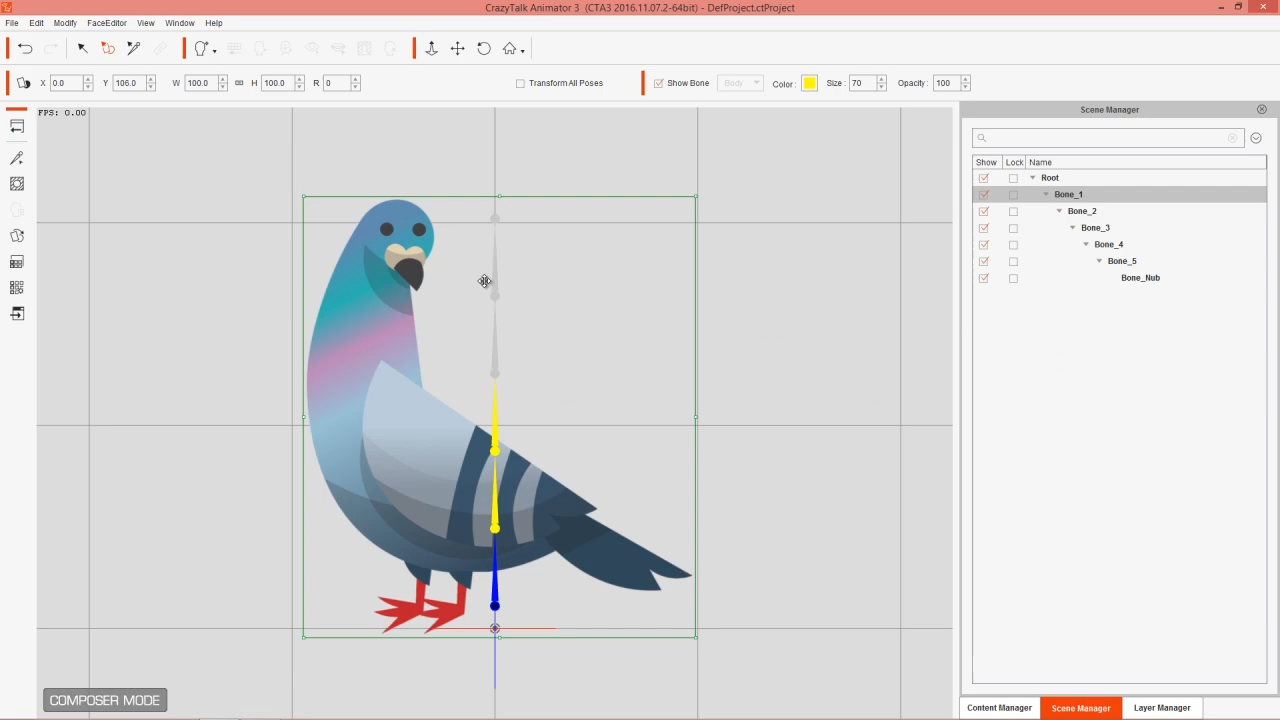 CrazyTalk Animator 3  (CTA3 2016.11.07.2-64bit) - DefProject.ctProject
File Edit Modify FaceEditor View Window Help
X 0.0 Y 106.0 W 100.0 H 100.0 R 0 Transform All Poses Show Bone Body Color : Size : 70 Opacity : 100
FPS: 0.00
Scene Manager
Show Lock Name
Root
Bone_1
Bone_2
Bone_3
Bone_4
Bone_5
Bone_Nub
COMPOSER MODE
Content Manager Scene Manager Layer Manager